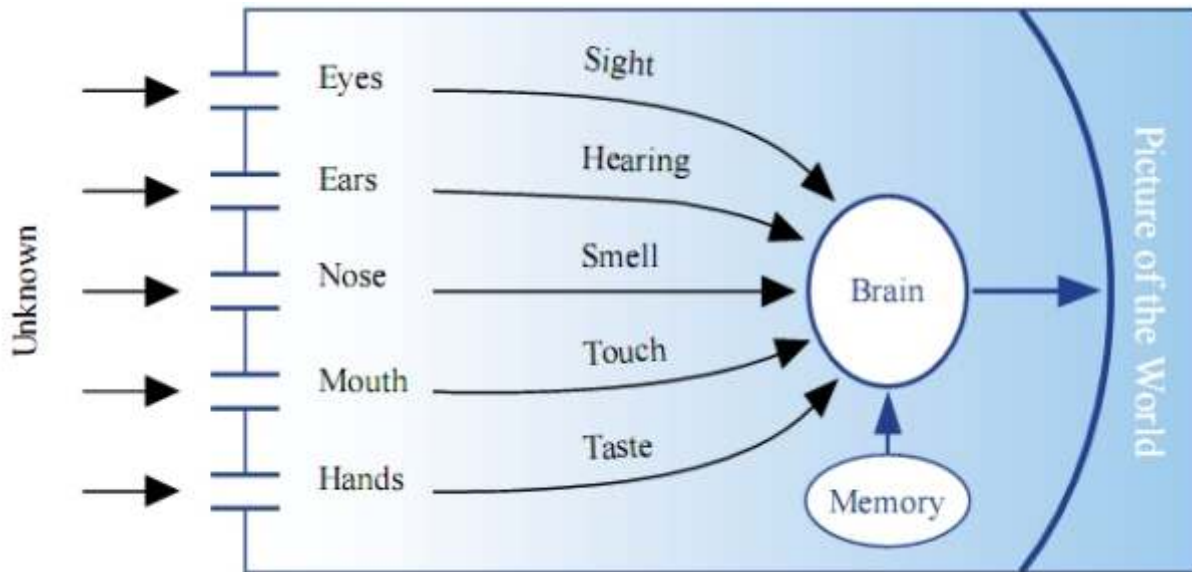 Unknown
Eyes
Sight
Ears
Hearing
Nose
Smell
Mouth
Touch
Hands
Taste
Brain
Memory
Picture of the World